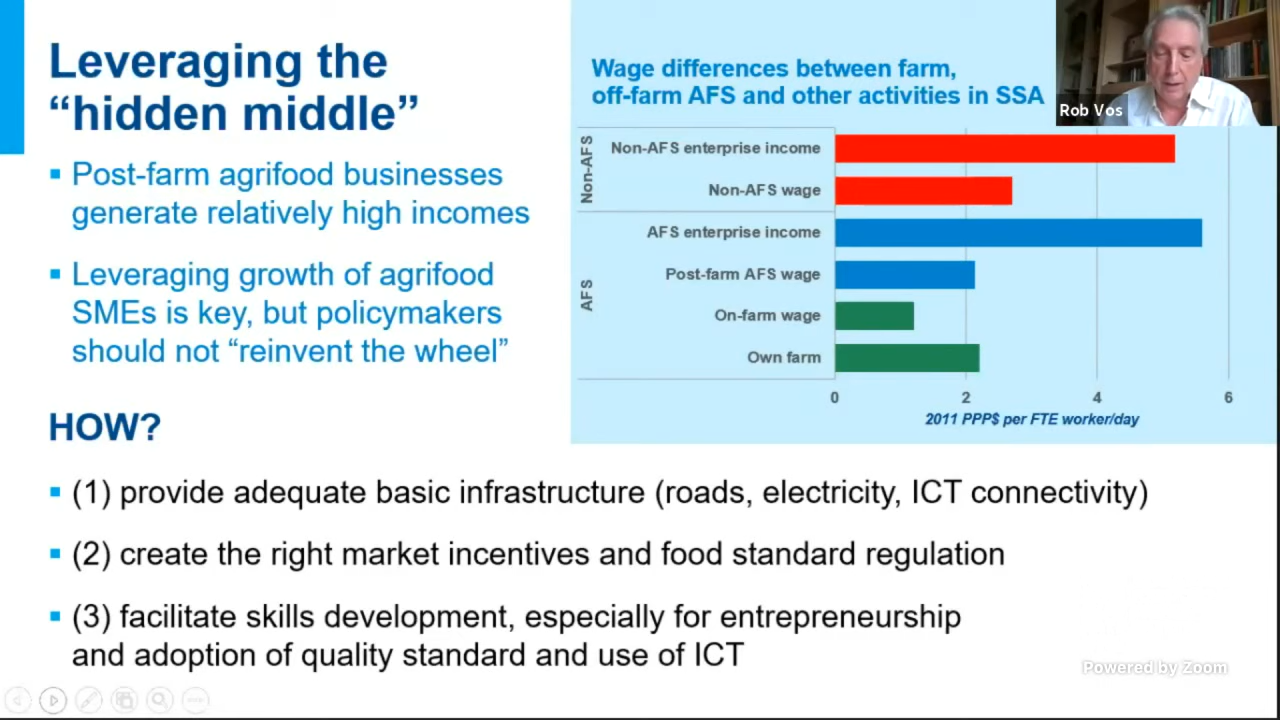 Leveraging the
“hidden middle”
▪ Post-farm agrifood businesses
generate relatively high incomes
▪ Leveraging growth of agrifood
SMEs is key, but policymakers
should not “reinvent the wheel”
Wage differences between farm,
off-farm AFS and other activities in SSA
Rob Vos
Non-AFS
Non-AFS enterprise income
Non-AFS wage
AFS
AFS enterprise income
Post-farm AFS wage
On-farm wage
Own farm
0 2 4 6
2011 PPP$ per FTE worker/day
HOW?
▪ (1) provide adequate basic infrastructure (roads, electricity, ICT connectivity)
▪ (2) create the right market incentives and food standard regulation
▪ (3) facilitate skills development, especially for entrepreneurship
and adoption of quality standard and use of ICT
Powered by Zoom